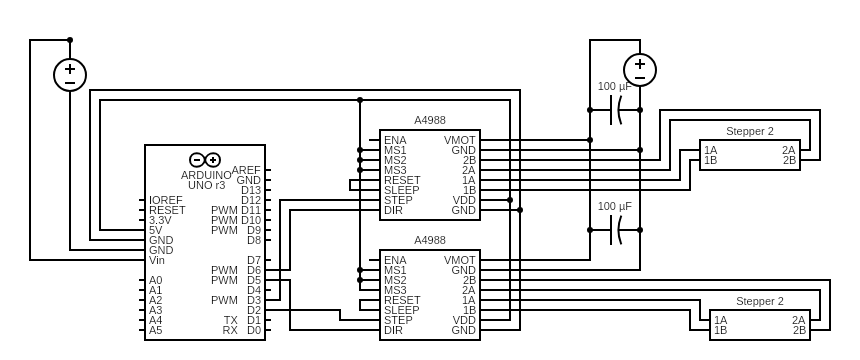 100 µF
A4988
ENA VMOT
MS1 GND
MS2 2B
MS3 2A
RESET 1A
SLEEP 1B
STEP VDD
DIR GND
Stepper 2
1A 2A
1B 2B
ARDUINO
UNO r3
AREF
GND
D13
IOREF D12
RESET PWM D11
3.3V PWM D10
5V PWM D9
GND D8
GND
Vin D7
PWM D6
A0 PWM D5
A1 D4
A2 PWM D3
A3 D2
A4 TX D1
A5 RX D0
100 µF
A4988
ENA VMOT
MS1 GND
MS2 2B
MS3 2A
RESET 1A
SLEEP 1B
STEP VDD
DIR GND
Stepper 2
1A 2A
1B 2B